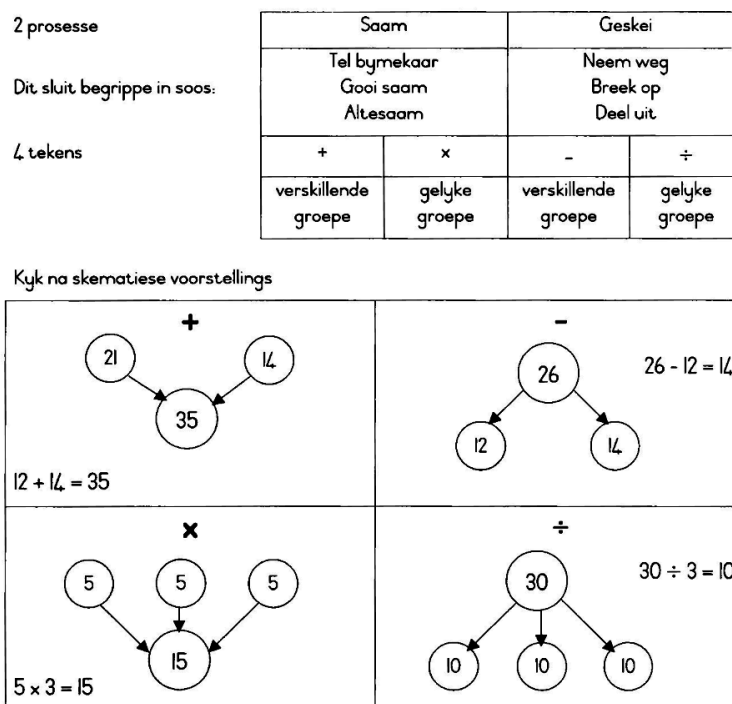 2 prosesse
Saam
Geskei
Dit sluit begrippe in soos:
Tel bymekaar
Gooi saam
Altesaam
Neem weg
Breek op
Deel uit
4 tekens
+
×
-
÷
verskillende
groepe
gelyke
groepe
verskillende
groepe
gelyke
groepe
Kyk na skematiese voorstellings
+
21
14
35
12 + 14 = 35
-
26
26 - 12 = 14
12
14
×
5
5
5
15
5 × 3 = 15
÷
30
30 ÷ 3 = 10
10
10
10